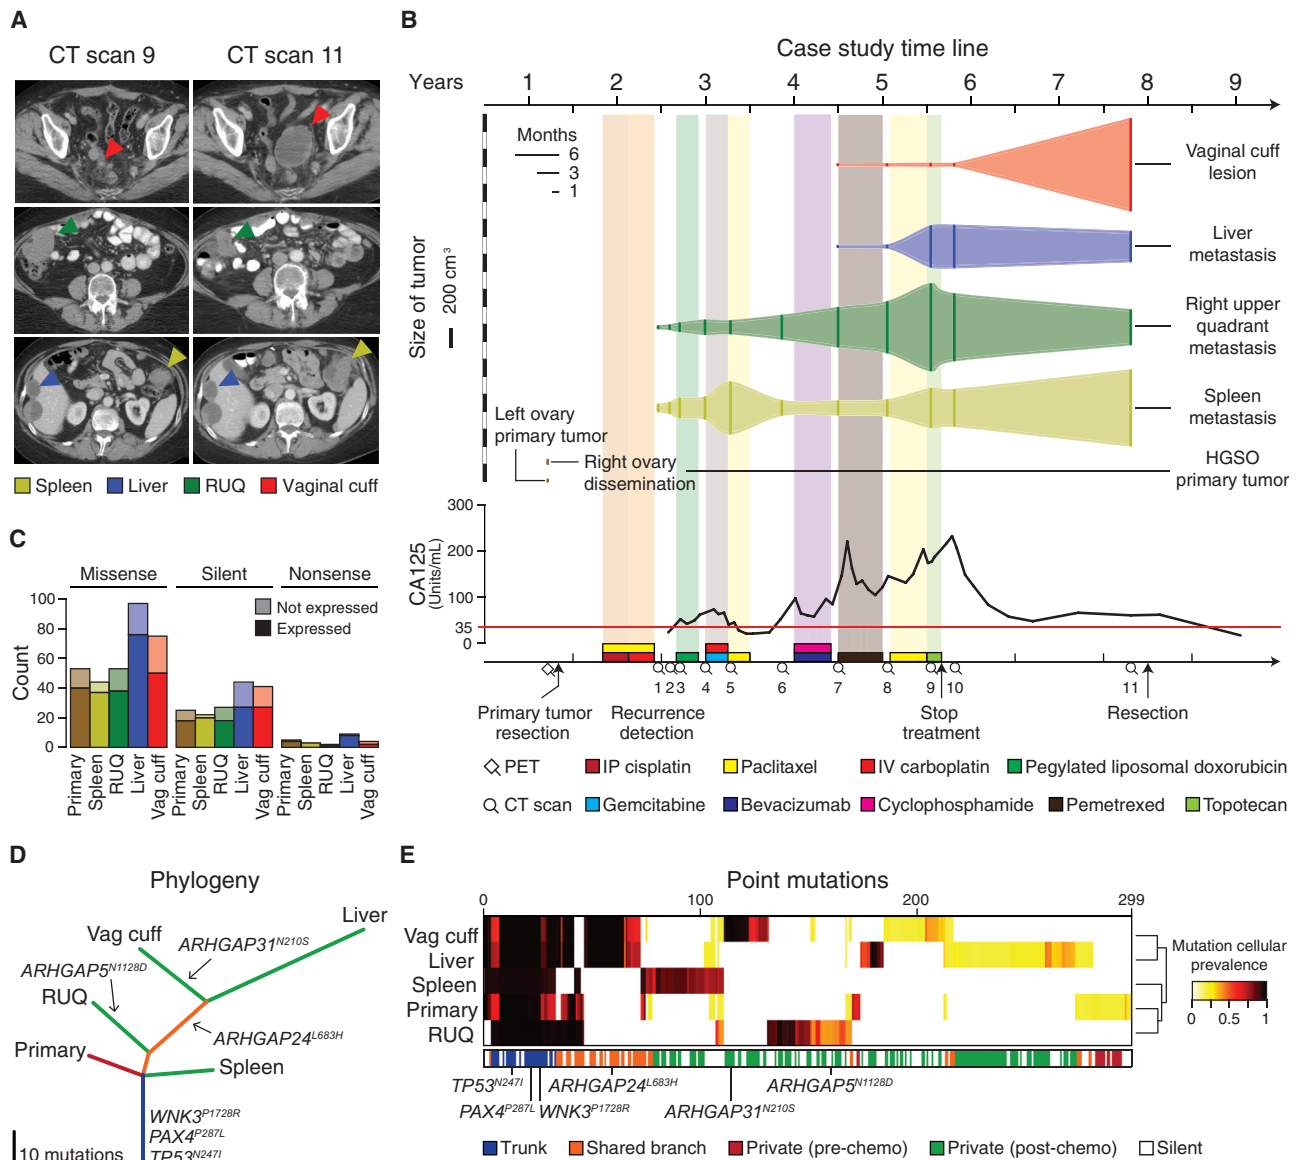 A
CT scan 9
CT scan 11
Spleen
Liver
RUQ
Vaginal cuff
B
Case study time line
Years
1 2 3 4 5 6 7 8 9
Months
6
3
1
Size of tumor
200 cm³
Vaginal cuff
lesion
Liver
metastasis
Right upper
quadrant
metastasis
Spleen
metastasis
Left ovary
primary tumor
Right ovary
dissemination
HGSO
primary tumor
CA125
(Units/mL)
300
200
100
35
0
1 2 3 4 5 6 7 8 9 10 11
Primary tumor
resection
Recurrence
detection
Stop
treatment
Resection
PET
IP cisplatin
Paclitaxel
IV carboplatin
Pegylated liposomal doxorubicin
CT scan
Gemcitabine
Bevacizumab
Cyclophosphamide
Pemetrexed
Topotecan
C
Missense
Silent
Nonsense
Not expressed
Expressed
Count
100
80
60
40
20
0
Primary
Spleen
RUQ
Liver
Vag cuff
Primary
Spleen
RUQ
Liver
Vag cuff
Primary
Spleen
RUQ
Liver
Vag cuff
D
Phylogeny
Liver
Vag cuff
ARHGAP31N210S
ARHGAP5N1128D
RUQ
ARHGAP24L683H
Primary
Spleen
WNK3P1728R
PAX4P287L
TP53N247I
10 mutations
E
Point mutations
0 100 200 299
Vag cuff
Liver
Spleen
Primary
RUQ
Mutation cellular
prevalence
0 0.5 1
TP53N247I
ARHGAP24L683H
ARHGAP5N1128D
PAX4P287L
WNK3P1728R
ARHGAP31N210S
Trunk
Shared branch
Private (pre-chemo)
Private (post-chemo)
Silent